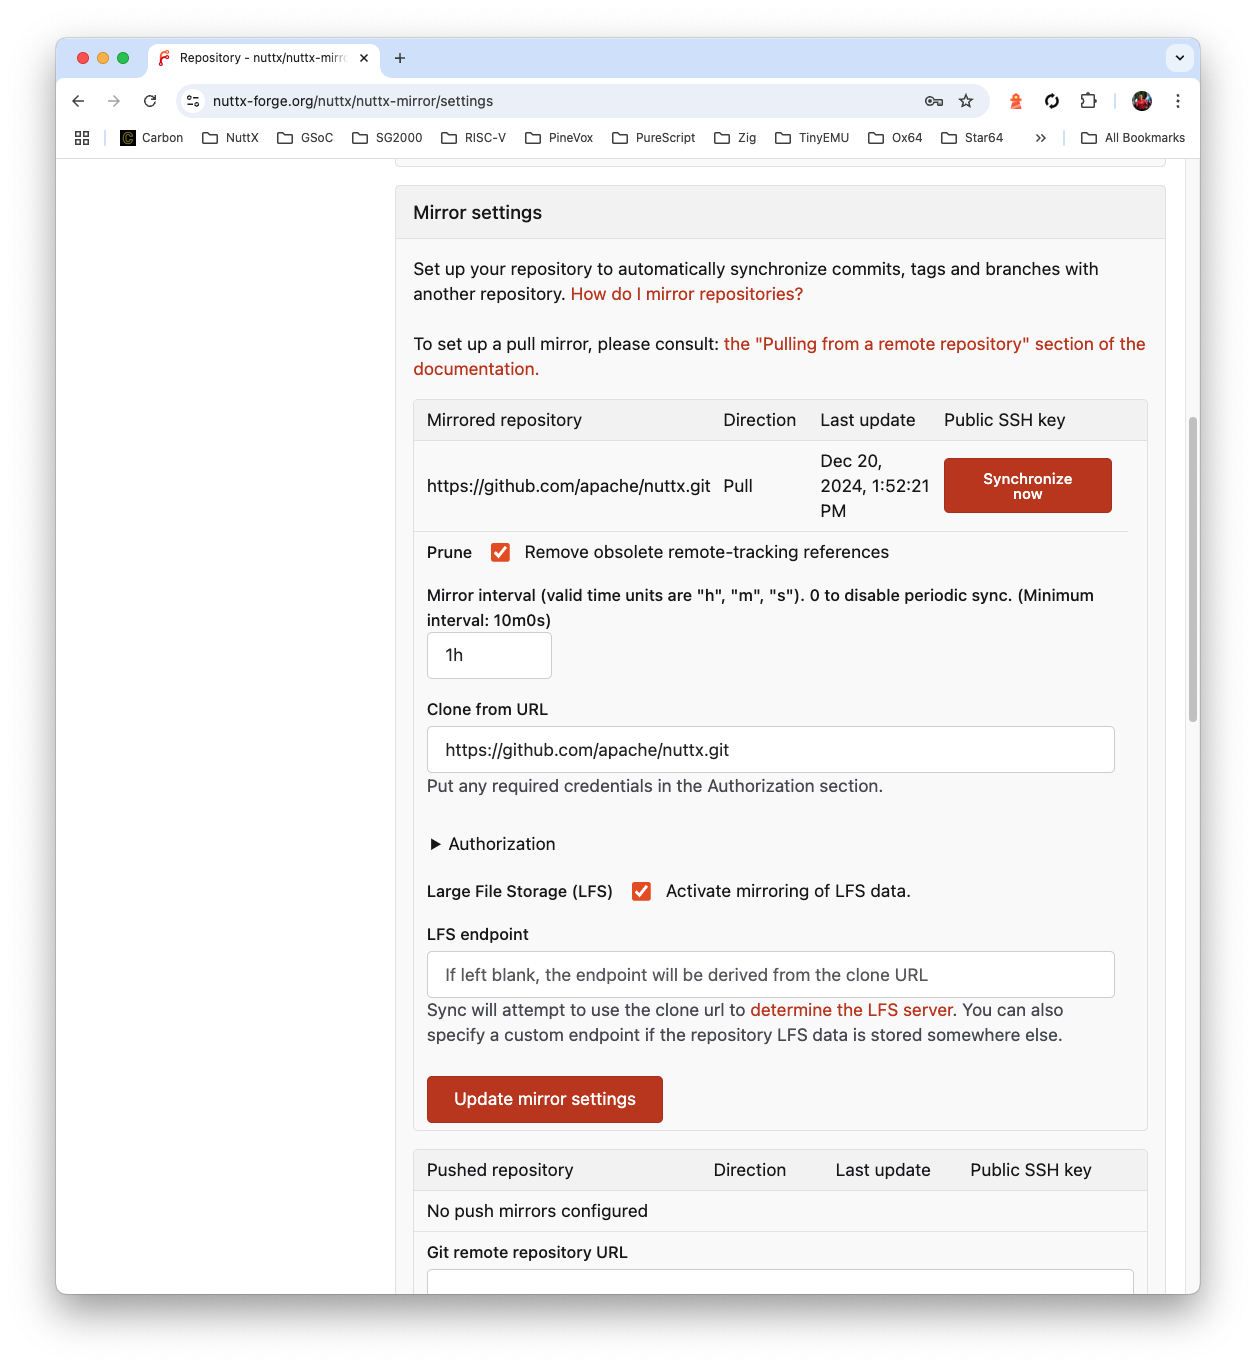 Repository - nuttx/nuttx-mirr
nuttx-forge.org/nuttx/nuttx-mirror/settings
Carbon NuttX GSoC SG2000 RISC-V PineVox PureScript Zig TinyEMU Ox64 Star64 » All Bookmarks
Mirror settings
Set up your repository to automatically synchronize commits, tags and branches with
another repository. How do I mirror repositories?
To set up a pull mirror, please consult: the "Pulling from a remote repository" section of the
documentation.
Mirrored repository Direction Last update Public SSH key
https://github.com/apache/nuttx.git Pull Dec 20,
2024, 1:52:21
PM
Synchronize
now
Prune Remove obsolete remote-tracking references
Mirror interval (valid time units are "h", "m", "s"). 0 to disable periodic sync. (Minimum
interval: 10m0s)
1h
Clone from URL
https://github.com/apache/nuttx.git
Put any required credentials in the Authorization section.
Authorization
Large File Storage (LFS) Activate mirroring of LFS data.
LFS endpoint
If left blank, the endpoint will be derived from the clone URL
Sync will attempt to use the clone url to determine the LFS server. You can also
specify a custom endpoint if the repository LFS data is stored somewhere else.
Update mirror settings
Pushed repository Direction Last update Public SSH key
No push mirrors configured
Git remote repository URL